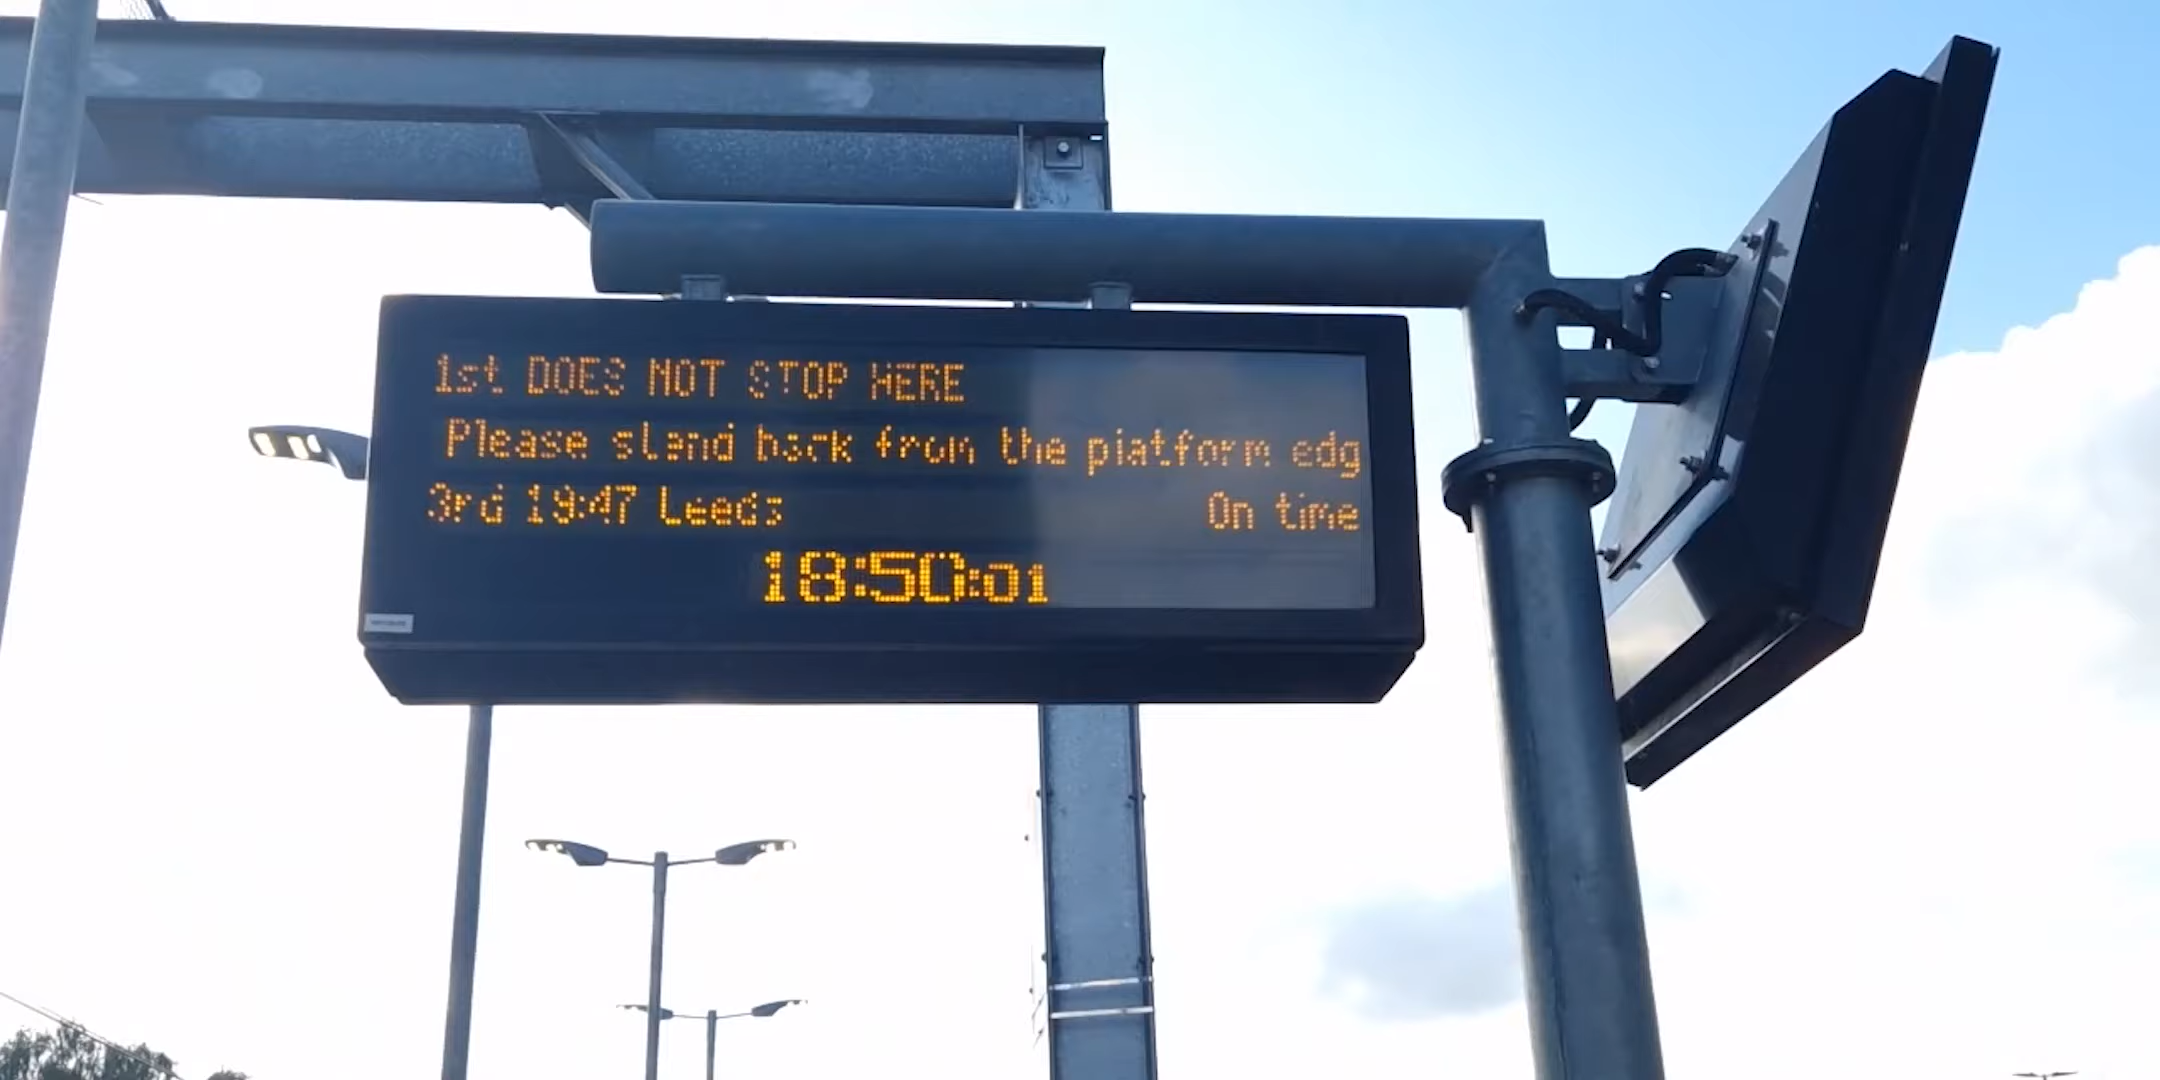 1st DOES NOT STOP HERE
Please stand back from the platform edg
3rd 19:47 Leeds On time
18:50:01